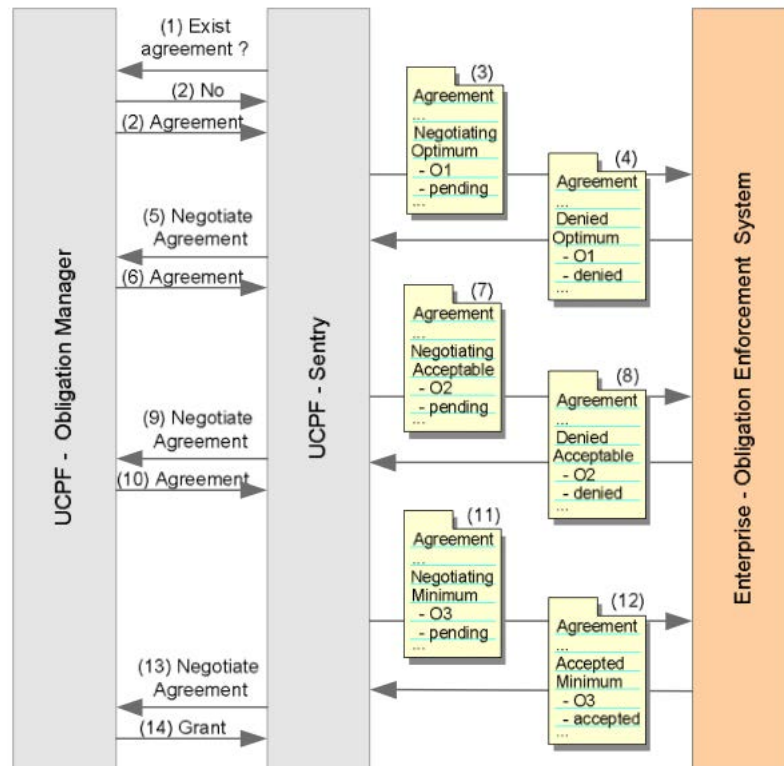 UCPF - Obligation Manager
(1) Exist
agreement ?
(2) No
(2) Agreement
UCPF - Sentry
(3)
Agreement
...
Negotiating
Optimum
- O1
- pending
...
(4)
Agreement
...
Denied
Optimum
- O1
- denied
...
(5) Negotiate
Agreement
(6) Agreement
(7)
Agreement
...
Negotiating
Acceptable
- O2
- pending
...
(8)
Agreement
...
Denied
Acceptable
- O2
- denied
...
(9) Negotiate
Agreement
(10) Agreement
(11)
Agreement
...
Negotiating
Minimum
- O3
- pending
...
(12)
Agreement
...
Accepted
Minimum
- O3
- accepted
...
(13) Negotiate
Agreement
(14) Grant
Enterprise - Obligation Enforcement System